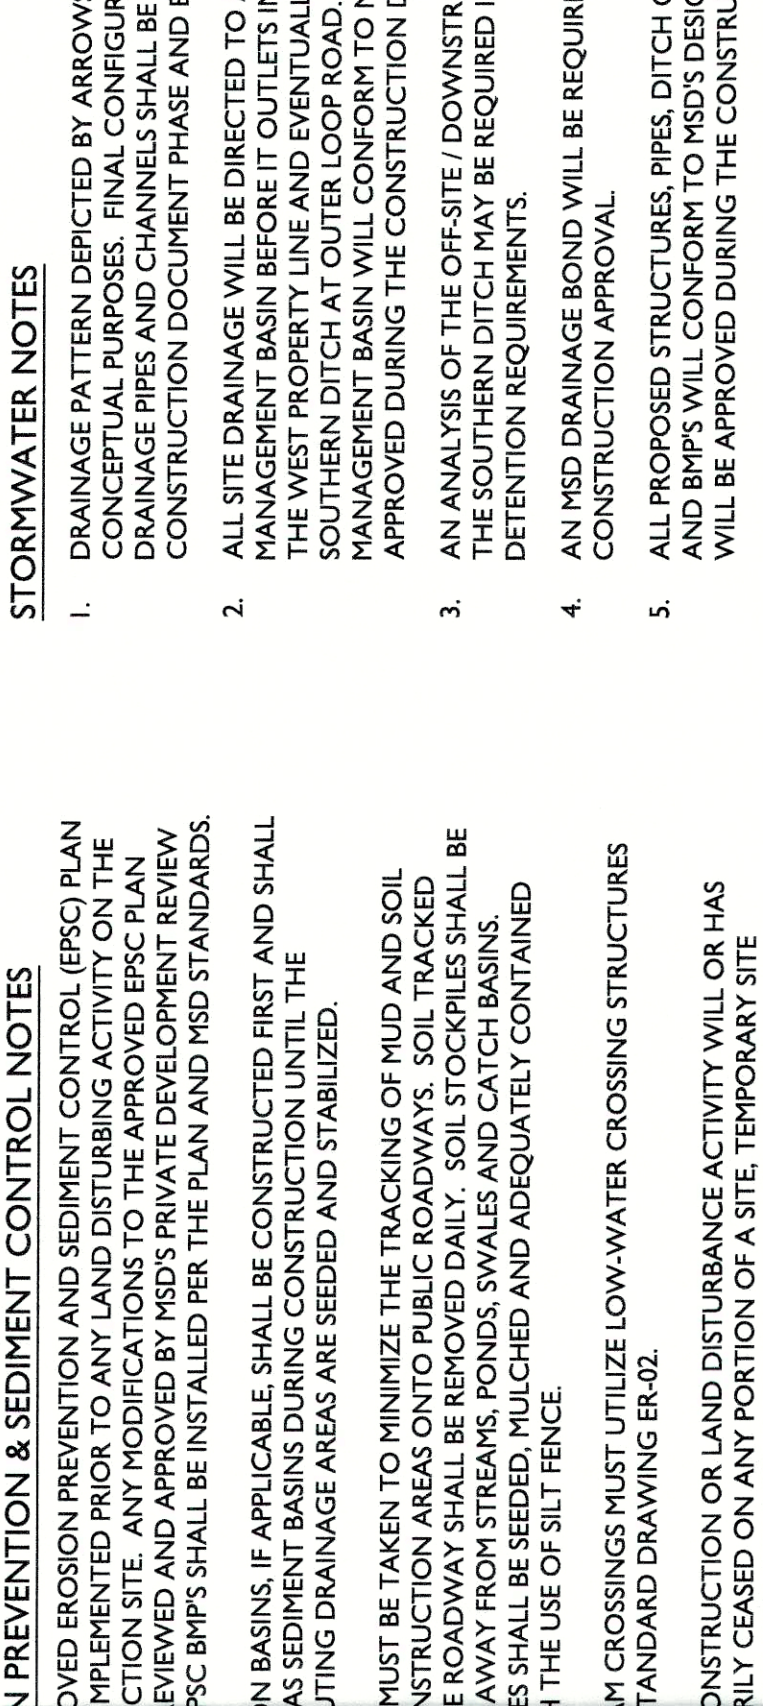 N PREVENTION & SEDIMENT CONTROL NOTES
OVED EROSION PREVENTION AND SEDIMENT CONTROL (EPSC) PLAN
MPLEMENTED PRIOR TO ANY LAND DISTURBING ACTIVITY ON THE
CTION SITE. ANY MODIFICATIONS TO THE APPROVED EPSC PLAN
EVIEWED AND APPROVED BY MSD'S PRIVATE DEVELOPMENT REVIEW
PSC BMP'S SHALL BE INSTALLED PER THE PLAN AND MSD STANDARDS.
N BASINS, IF APPLICABLE, SHALL BE CONSTRUCTED FIRST AND SHALL
AS SEDIMENT BASINS DURING CONSTRUCTION UNTIL THE
UTING DRAINAGE AREAS ARE SEEDED AND STABILIZED.
MUST BE TAKEN TO MINIMIZE THE TRACKING OF MUD AND SOIL
NSTRUCTION AREAS ONTO PUBLIC ROADWAYS. SOIL TRACKED
E ROADWAY SHALL BE REMOVED DAILY. SOIL STOCKPILES SHALL BE
AWAY FROM STREAMS, PONDS, SWALES AND CATCH BASINS.
ES SHALL BE SEEDED, MULCHED AND ADEQUATELY CONTAINED
H THE USE OF SILT FENCE.
AM CROSSINGS MUST UTILIZE LOW-WATER CROSSING STRUCTURES
TANDARD DRAWING ER-02.
ONSTRUCTION OR LAND DISTURBANCE ACTIVITY WILL OR HAS
RILY CEASED ON ANY PORTION OF A SITE, TEMPORARY SITE
STORMWATER NOTES
1. DRAINAGE PATTERN DEPICTED BY ARROWS
CONCEPTUAL PURPOSES. FINAL CONFIGUR
DRAINAGE PIPES AND CHANNELS SHALL BE
CONSTRUCTION DOCUMENT PHASE AND B
2. ALL SITE DRAINAGE WILL BE DIRECTED TO A
MANAGEMENT BASIN BEFORE IT OUTLETS IN
THE WEST PROPERTY LINE AND EVENTUALL
SOUTHERN DITCH AT OUTER LOOP ROAD.
MANAGEMENT BASIN WILL CONFORM TO M
APPROVED DURING THE CONSTRUCTION D
3. AN ANALYSIS OF THE OFF-SITE / DOWNSTR
THE SOUTHERN DITCH MAY BE REQUIRED I
DETENTION REQUIREMENTS.
4. AN MSD DRAINAGE BOND WILL BE REQUIRE
CONSTRUCTION APPROVAL.
5. ALL PROPOSED STRUCTURES, PIPES, DITCH C
AND BMP'S WILL CONFORM TO MSD'S DESIG
WILL BE APPROVED DURING THE CONSTRU